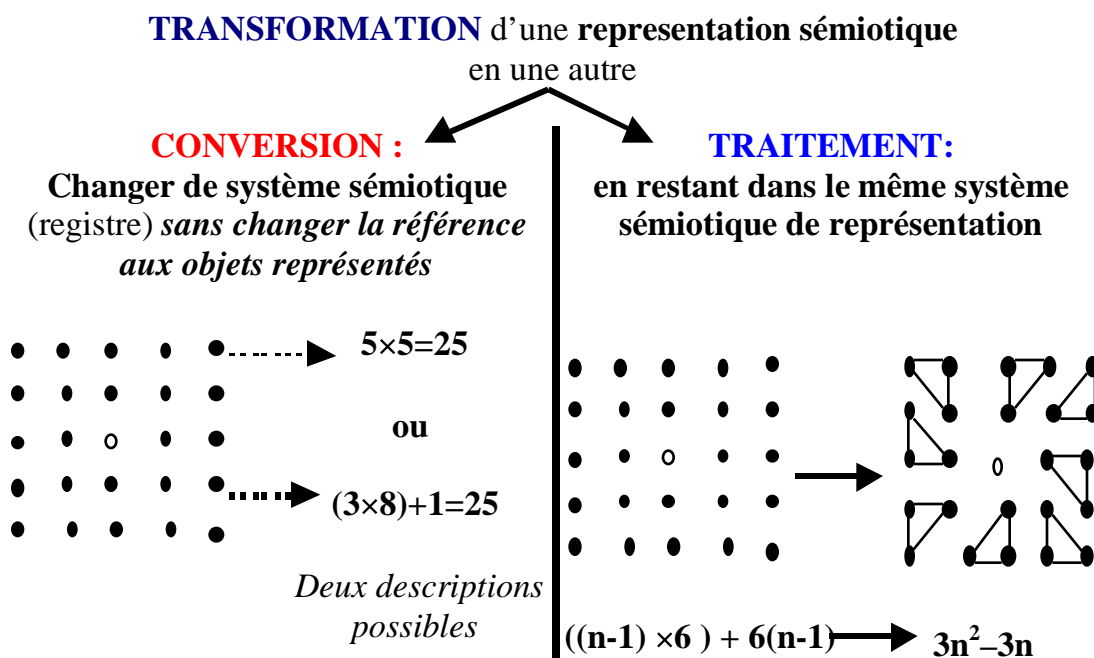 TRANSFORMATION d'une representation sémiotique
en une autre
CONVERSION :
Changer de système sémiotique
(registre) sans changer la référence
aux objets représentés
5×5=25
ou
(3×8)+1=25
Deux descriptions
possibles
TRAITEMENT:
en restant dans le même système
sémiotique de représentation
((n-1) ×6 ) + 6(n-1)
3n²–3n